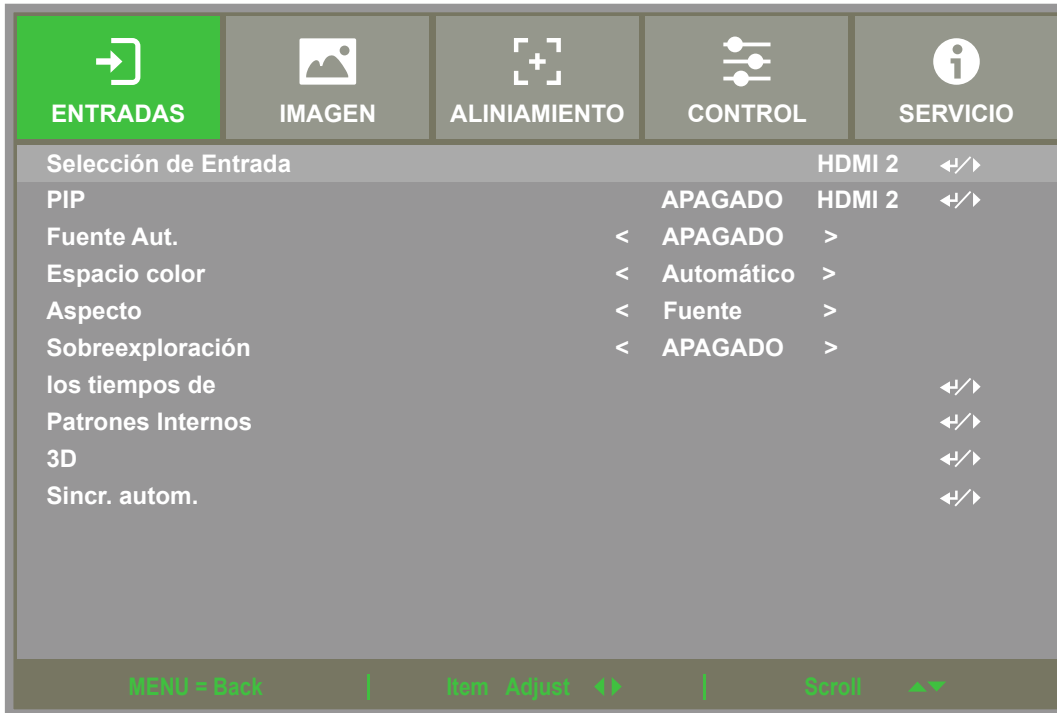 ENTRADAS IMAGEN ALINIAMIENTO CONTROL SERVICIO
Selección de Entrada HDMI 2
PIP APAGADO HDMI 2
Fuente Aut. < APAGADO >
Espacio color < Automático >
Aspecto < Fuente >
Sobreexploración < APAGADO >
los tiempos de
Patrones Internos
3D
Sincr. autom.
MENU = Back | Item Adjust | Scroll